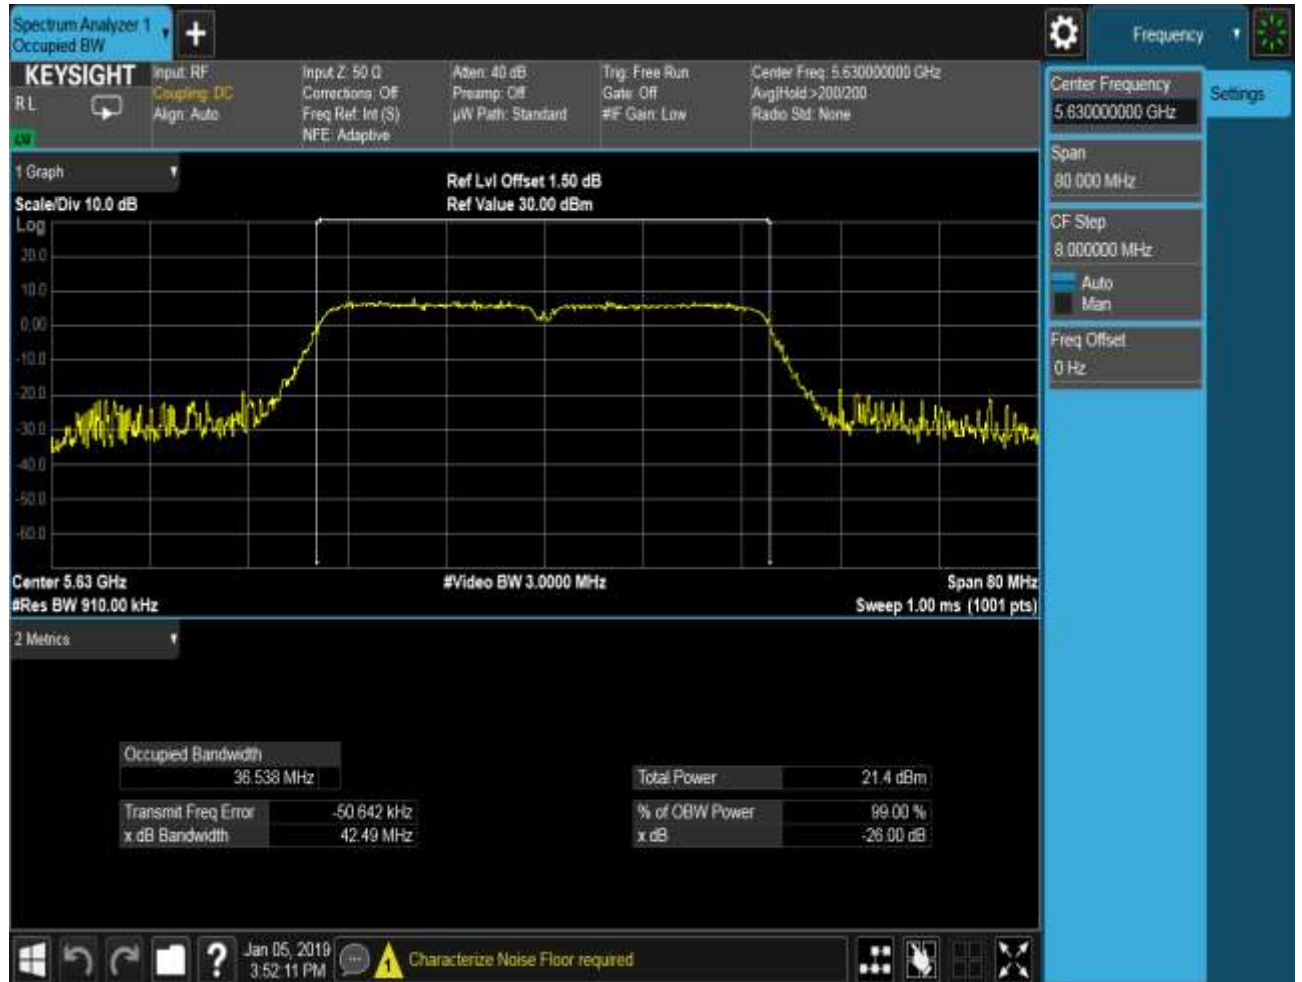 Spectrum Analyzer 1
Occupied BW
Frequency
KEYSIGHT
R L
Input: RF
Coupling: DC
Align: Auto
Input Z: 50 Ω
Corrections: Off
Freq Ref: Int (S)
NFE: Adaptive
Atten: 40 dB
Preamp: Off
µW Path: Standard
Trig: Free Run
Gate: Off
#IF Gain: Low
Center Freq: 5.630000000 GHz
Avg|Hold:>200/200
Radio Std: None
Center Frequency
5.630000000 GHz
Settings
Span
80.000 MHz
CF Step
8.000000 MHz
Auto
Man
Freq Offset
0 Hz
1 Graph
Scale/Div 10.0 dB
Ref Lvl Offset 1.50 dB
Ref Value 30.00 dBm
Log
20.0
10.0
0.00
-10.0
-20.0
-30.0
-40.0
-50.0
-60.0
Center 5.63 GHz
#Video BW 3.0000 MHz
Span 80 MHz
#Res BW 910.00 kHz
Sweep 1.00 ms (1001 pts)
2 Metrics
Occupied Bandwidth
36.538 MHz
Total Power 21.4 dBm
Transmit Freq Error -50.642 kHz
% of OBW Power 99.00 %
x dB Bandwidth 42.49 MHz
x dB -26.00 dB
?
Jan 05, 2019
3:52:11 PM
1
Characterize Noise Floor required